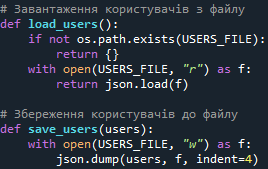 # Завантаження користувачів з файлу
def load_users():
    if not os.path.exists(USERS_FILE):
        return {}
    with open(USERS_FILE, "r") as f:
        return json.load(f)

# Збереження користувачів до файлу
def save_users(users):
    with open(USERS_FILE, "w") as f:
        json.dump(users, f, indent=4)